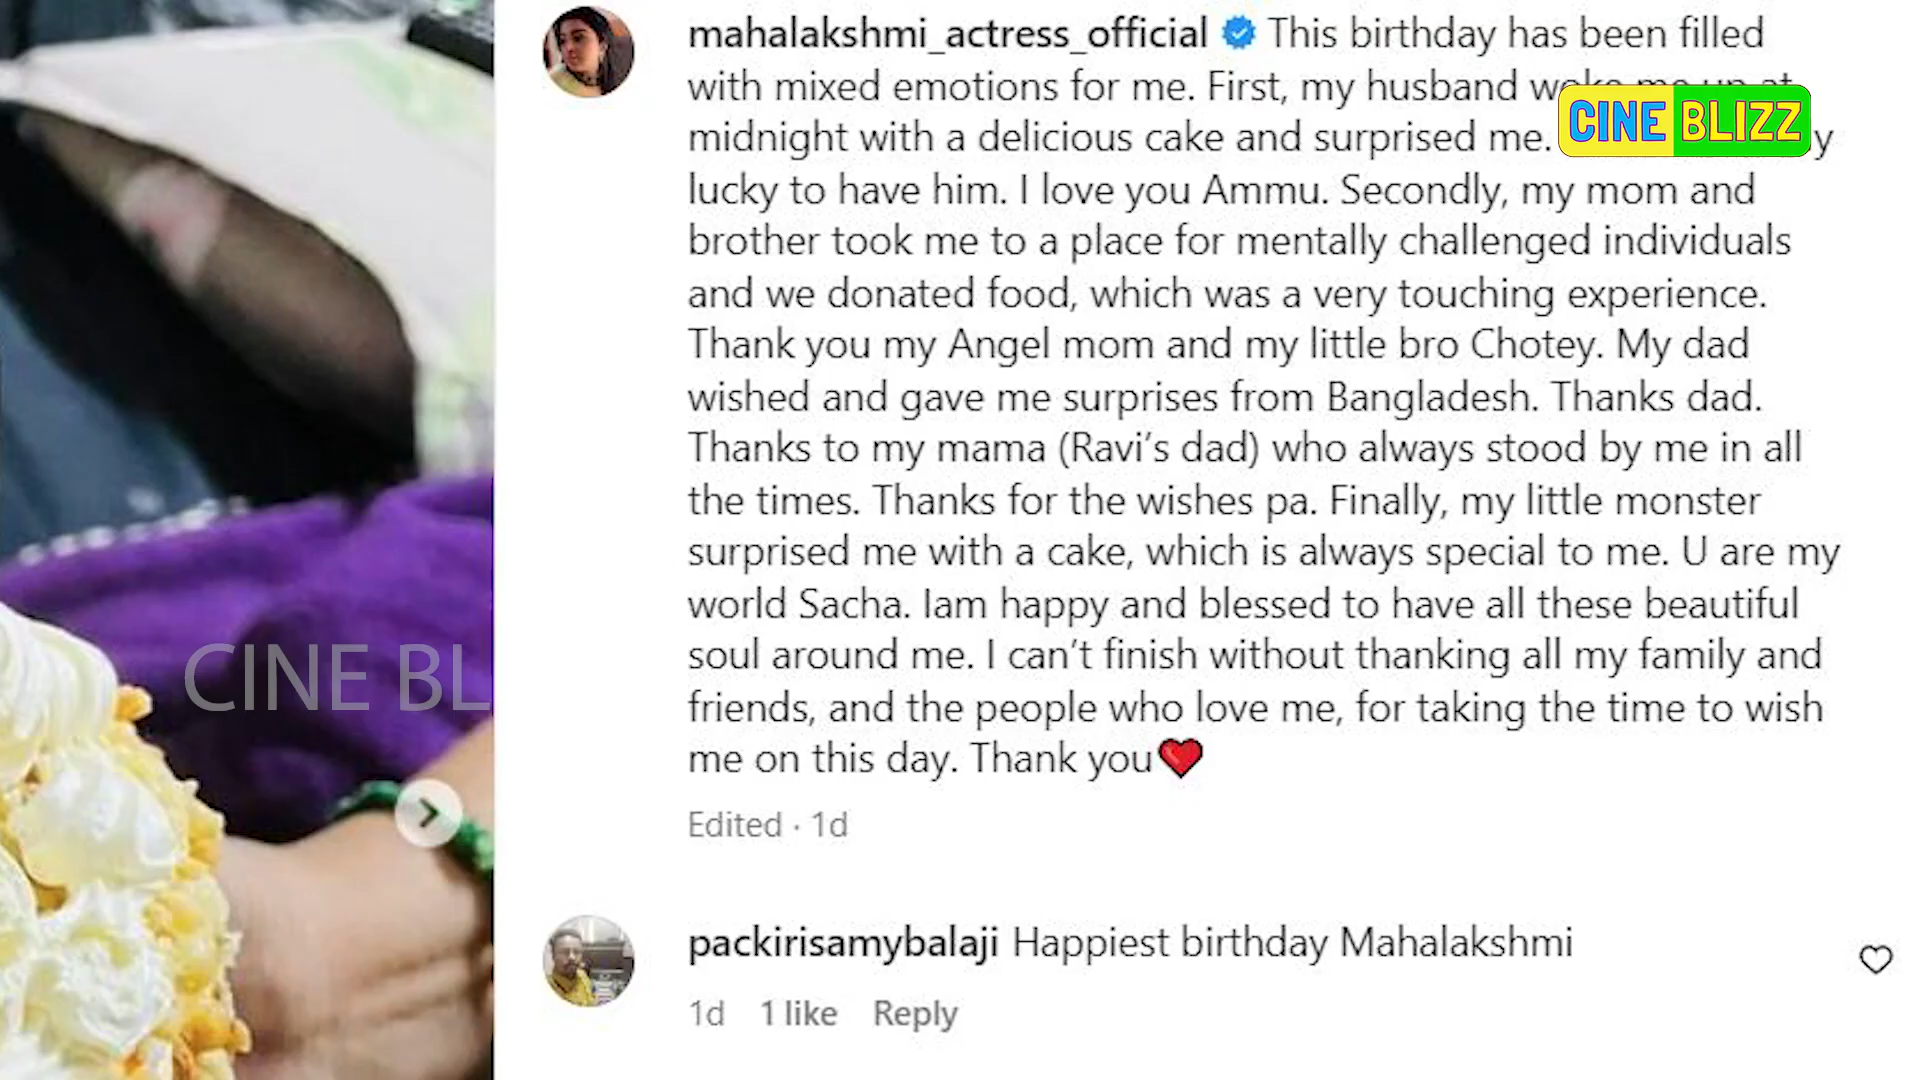 mahalakshmi_actress_official This birthday has been filled
with mixed emotions for me. First, my husband woke me up at
CINE BLIZZ
midnight with a delicious cake and surprised me.
lucky to have him. I love you Ammu. Secondly, my mom and
brother took me to a place for mentally challenged individuals
and we donated food, which was a very touching experience.
Thank you my Angel mom and my little bro Chotey. My dad
wished and gave me surprises from Bangladesh. Thanks dad.
Thanks to my mama (Ravi’s dad) who always stood by me in all
the times. Thanks for the wishes pa. Finally, my little monster
surprised me with a cake, which is always special to me. U are my
world Sacha. Iam happy and blessed to have all these beautiful
soul around me. I can’t finish without thanking all my family and
CINE BL
friends, and the people who love me, for taking the time to wish
me on this day. Thank you❤️
Edited · 1d
packirisamybalaji Happiest birthday Mahalakshmi
1d 1 like Reply